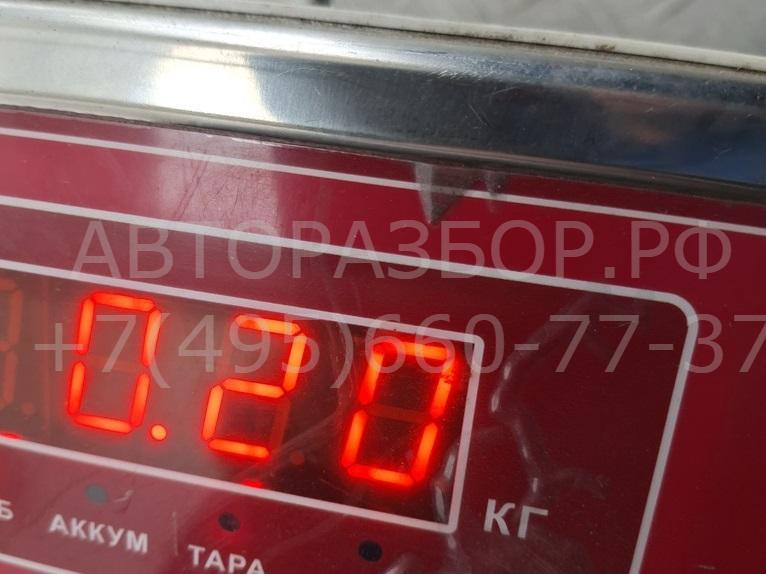 АВТОРАЗБОР.РФ
+7(495)660-77-37
0.20
КГ
АККУМ
ТАРА